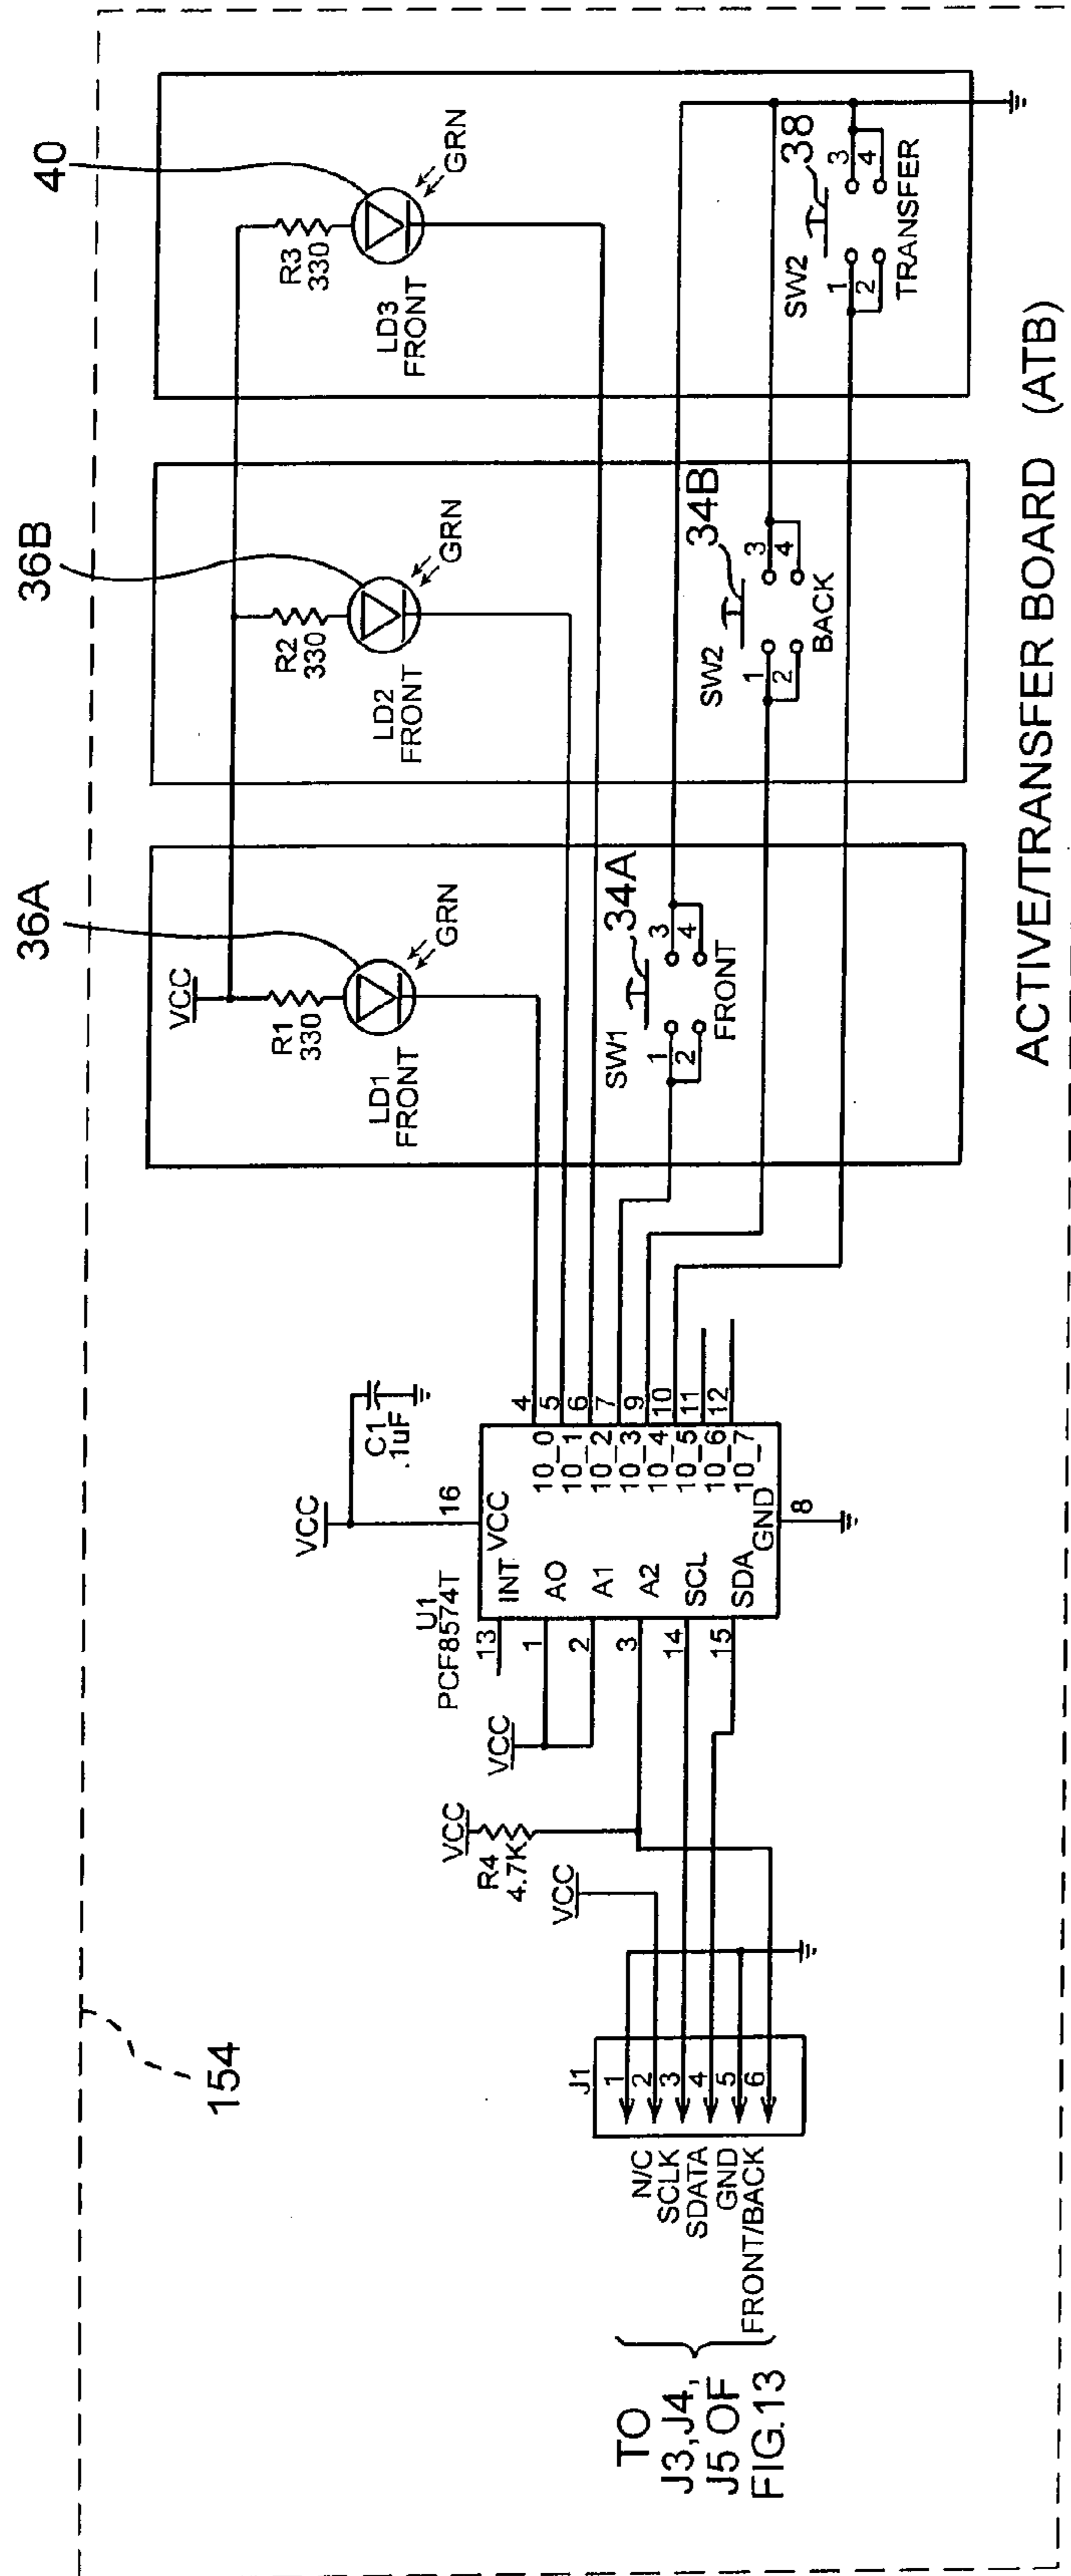 36A
36B
40
154
VCC
R1
330
LD1
FRONT
GRN
R2
330
LD2
FRONT
GRN
R3
330
LD3
FRONT
GRN
SW1
34A
1
2
3
4
FRONT
SW2
34B
1
2
3
4
BACK
SW2
38
1
2
3
4
TRANSFER
VCC
C1
.1uF
U1
PCF8574T
16
VCC
13
INT
1
AO
2
A1
3
A2
14
SCL
15
SDA
GND
8
10_0
4
10_1
5
10_2
6
10_3
7
10_4
9
10_5
10
10_6
11
10_7
12
VCC
VCC
R4
4.7K
VCC
J1
1
2
3
4
5
6
N/C
SCLK
SDATA
GND
FRONT/BACK
TO
J3,J4,
J5 OF
FIG.13
ACTIVE/TRANSFER BOARD (ATB)